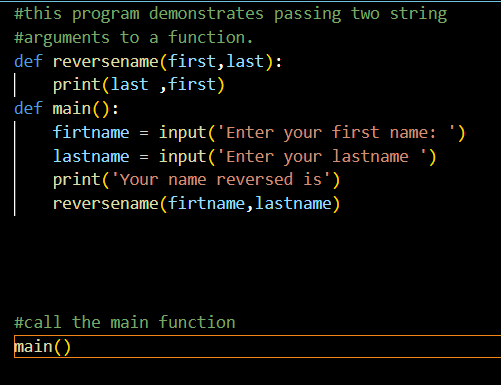 #this program demonstrates passing two string
#arguments to a function.
def reversename(first,last):
    print(last ,first)
def main():
    firtname = input('Enter your first name: ')
    lastname = input('Enter your lastname ')
    print('Your name reversed is')
    reversename(firtname,lastname)
#call the main function
main()